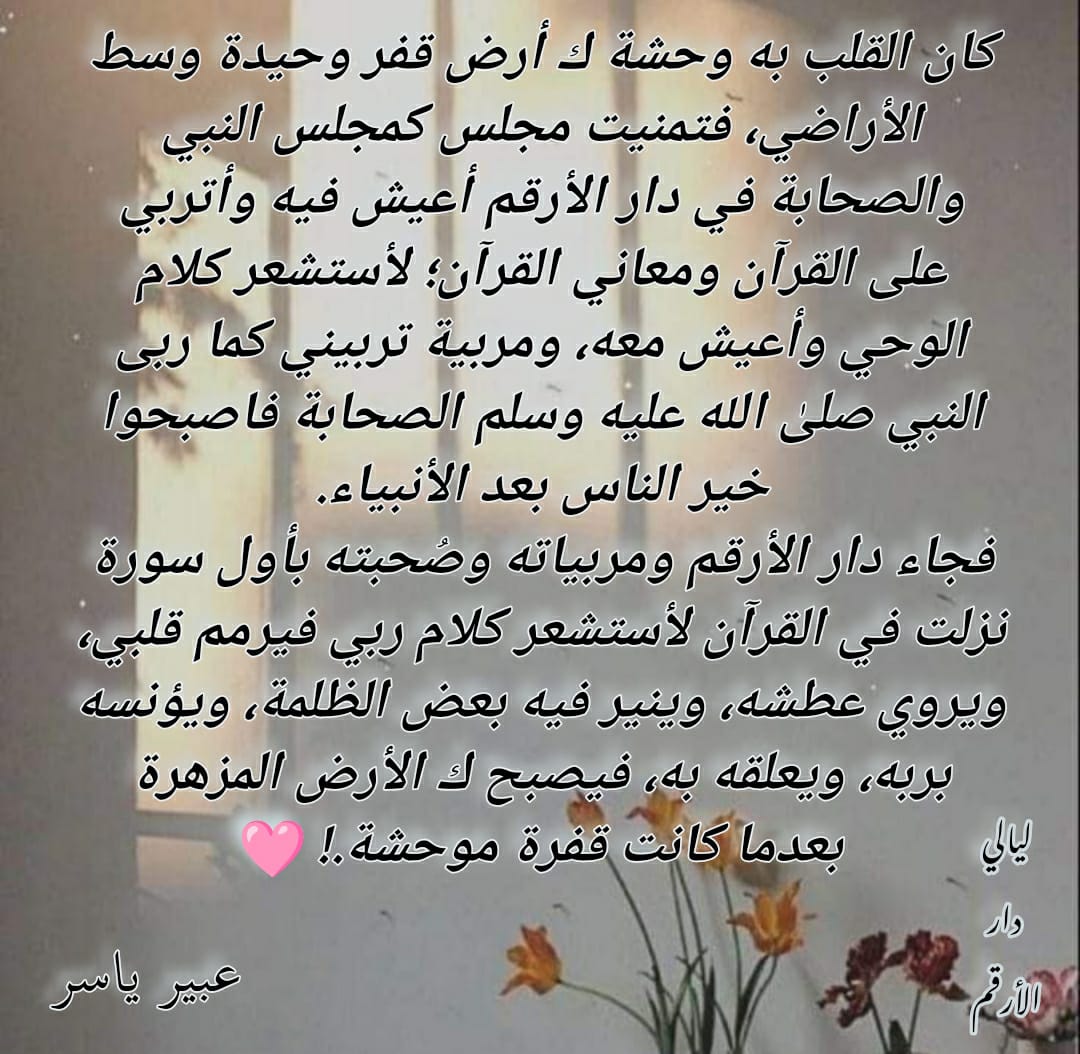 كان القلب به وحشة ك أرض قفر وحيدة وسط
الأراضي، فتمنيت مجلس كمجلس النبي
والصحابة في دار الأرقم أعيش فيه وأتربي
على القرآن ومعاني القرآن؛ لأستشعر كلام
الوحي وأعيش معه، ومربية تربيني كما ربى
النبي صلىٰ الله عليه وسلم الصحابة فاصبحوا
خير الناس بعد الأنبياء.
فجاء دار الأرقم ومربياته وصُحبته بأول سورة
نزلت في القرآن لأستشعر كلام ربي فيرمم قلبي،
ويروي عطشه، وينير فيه بعض الظلمة، ويؤنسه
بربه، ويعلقه به، فيصبح ك الأرض المزهرة
بعدما كانت قفرة موحشة.! 🩷
ليالي
دار
الأرقم
عبير ياسر